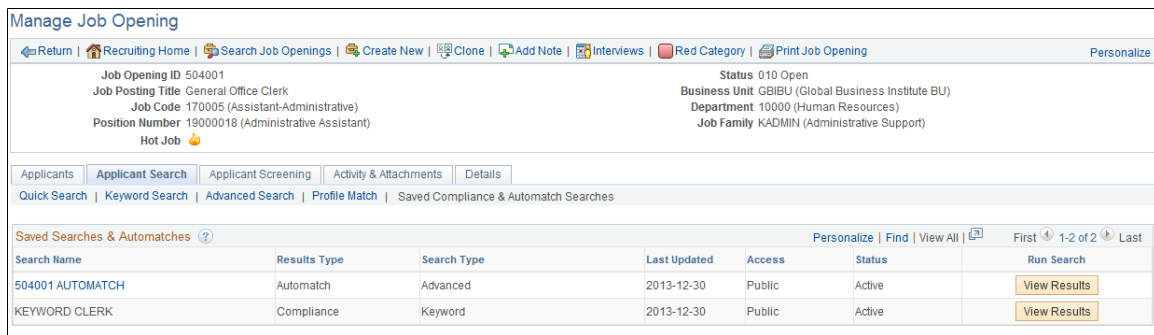 Manage Job Opening
Return | Recruiting Home | Search Job Openings | Create New | Clone | Add Note | Interviews | Red Category | Print Job Opening Personalize
Job Opening ID 504001 Status 010 Open
Job Posting Title General Office Clerk Business Unit GBIBU (Global Business Institute BU)
Job Code 170005 (Assistant-Administrative) Department 10000 (Human Resources)
Position Number 19000018 (Administrative Assistant) Job Family KADMIN (Administrative Support)
Hot Job
Applicants Applicant Search Applicant Screening Activity & Attachments Details
Quick Search | Keyword Search | Advanced Search | Profile Match | Saved Compliance & Automatch Searches
Saved Searches & Automatches ? Personalize | Find | View All | First 1-2 of 2 Last
Search Name Results Type Search Type Last Updated Access Status Run Search
504001 AUTOMATCH Automatch Advanced 2013-12-30 Public Active View Results
KEYWORD CLERK Compliance Keyword 2013-12-30 Public Active View Results